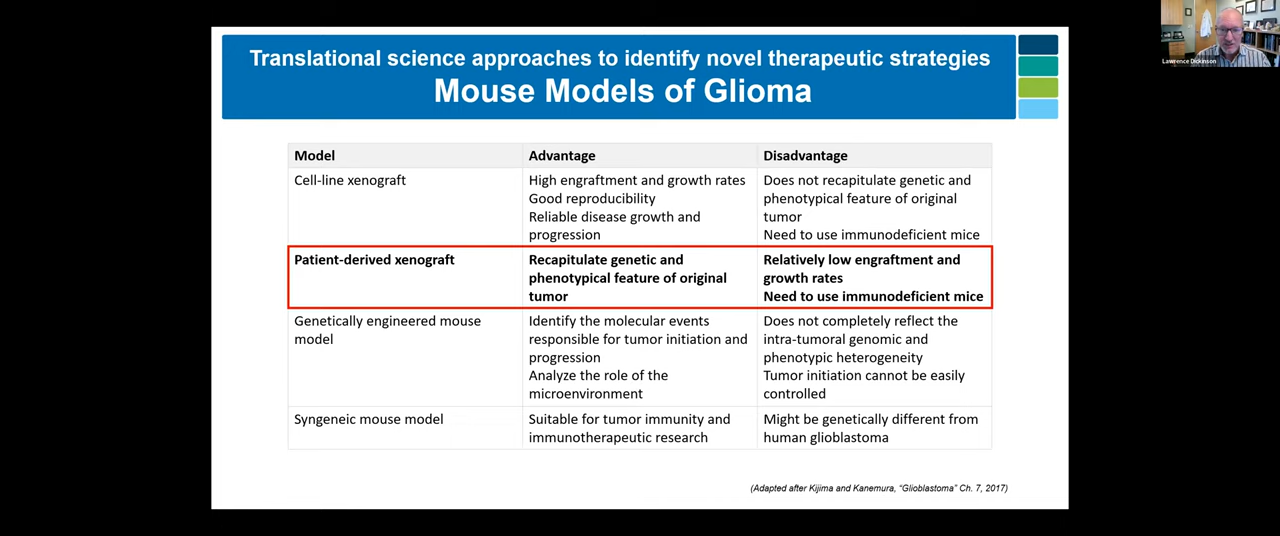 Translational science approaches to identify novel therapeutic strategies
Mouse Models of Glioma
Lawrence Dickinson
Model Advantage Disadvantage
Cell-line xenograft
High engraftment and growth rates
Good reproducibility
Reliable disease growth and
progression
Does not recapitulate genetic and
phenotypical feature of original
tumor
Need to use immunodeficient mice
Patient-derived xenograft
Recapitulate genetic and
phenotypical feature of original
tumor
Relatively low engraftment and
growth rates
Need to use immunodeficient mice
Genetically engineered mouse
model
Identify the molecular events
responsible for tumor initiation and
progression
Analyze the role of the
microenvironment
Does not completely reflect the
intra-tumoral genomic and
phenotypic heterogeneity
Tumor initiation cannot be easily
controlled
Syngeneic mouse model
Suitable for tumor immunity and
immunotherapeutic research
Might be genetically different from
human glioblastoma
(Adapted after Kijima and Kanemura, “Glioblastoma” Ch. 7, 2017)